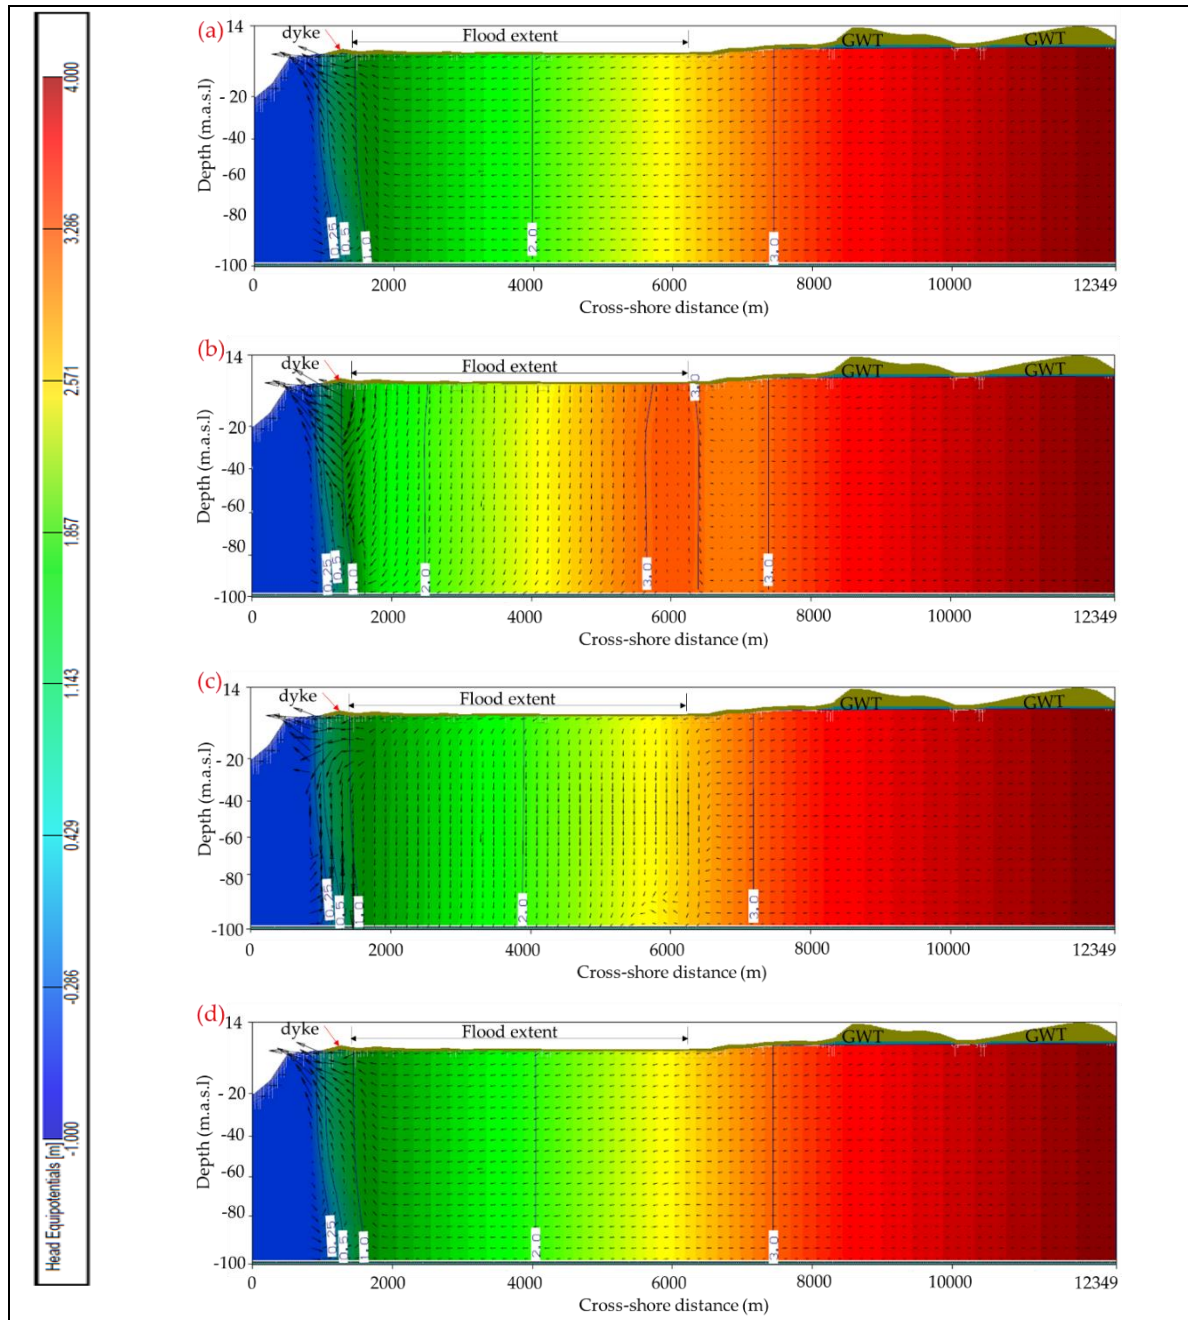 4.000
3.286
2.571
1.857
1.143
0.429
-0.286
-1.000
Head Equipotentials [m]
(a)
14
dyke
Flood extent
GWT
GWT
- 20
-40
-60
-80
-100
Depth (m.a.s.l)
0.25
0.5
1.0
2.0
3.0
0
2000
4000
6000
8000
10000
12349
Cross-shore distance (m)
(b)
14
dyke
Flood extent
GWT
GWT
- 20
-40
-60
-80
-100
Depth (m.a.s.l)
3.0
0.25
0.5
1.0
2.0
3.0
3.0
0
2000
4000
6000
8000
10000
12349
Cross-shore distance (m)
(c)
14
dyke
Flood extent
GWT
GWT
- 20
-40
-60
-80
-100
Depth (m.a.s.l)
0.25
0.5
1.0
2.0
3.0
0
2000
4000
6000
8000
10000
12349
Cross-shore distance (m)
(d)
14
dyke
Flood extent
GWT
GWT
- 20
-40
-60
-80
-100
Depth (m.a.s.l)
0.25
0.5
1.0
2.0
3.0
0
2000
4000
6000
8000
10000
12349
Cross-shore distance (m)